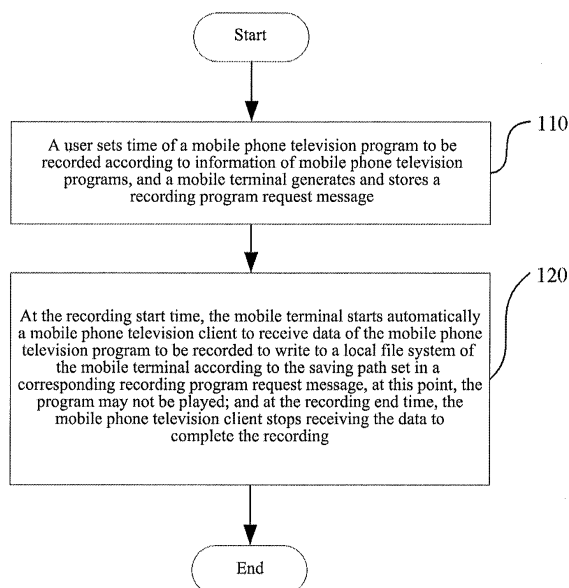 Start
A user sets time of a mobile phone television program to be
recorded according to information of mobile phone television
programs, and a mobile terminal generates and stores a
recording program request message
110
At the recording start time, the mobile terminal starts automatically
a mobile phone television client to receive data of the mobile phone
television program to be recorded to write to a local file system of
the mobile terminal according to the saving path set in a
corresponding recording program request message, at this point, the
program may not be played; and at the recording end time, the
mobile phone television client stops receiving the data to
complete the recording
120
End